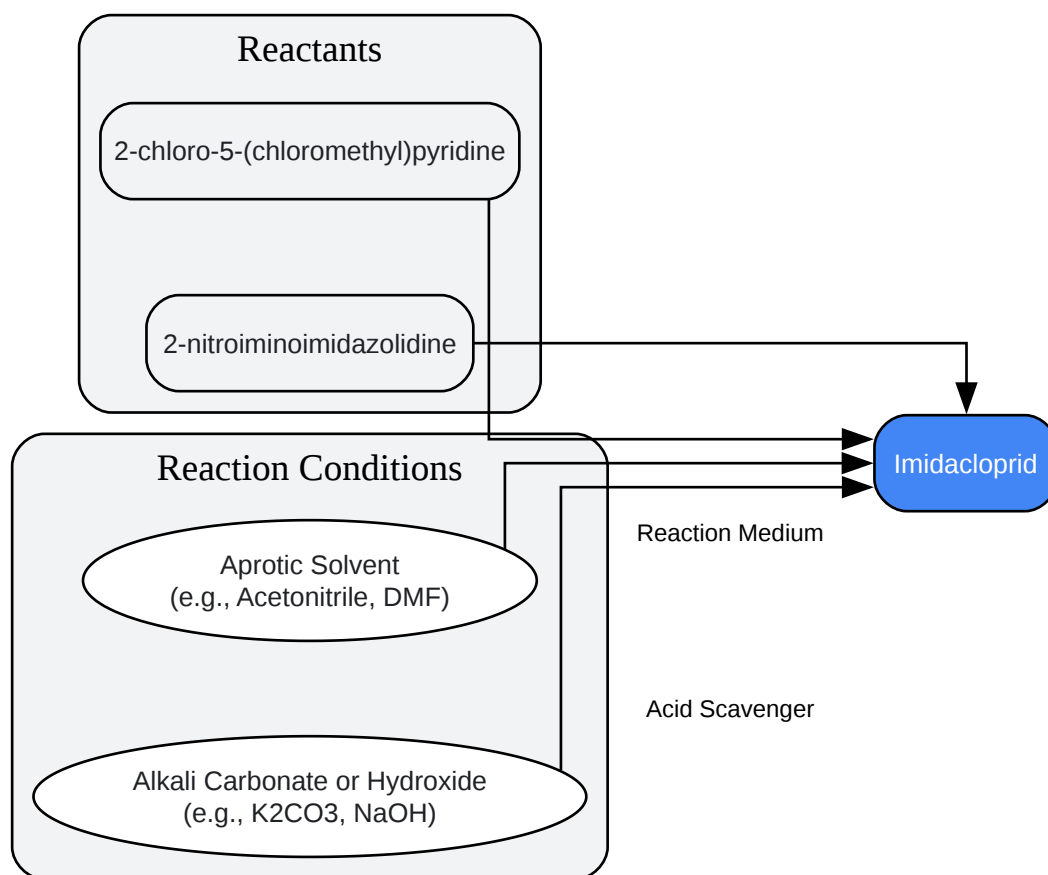 Reactants
2-chloro-5-(chloromethyl)pyridine
2-nitroiminoimidazolidine
Imidacloprid
Reaction Conditions
Reaction Medium
Aprotic Solvent
(e.g., Acetonitrile, DMF)
Acid Scavenger
Alkali Carbonate or Hydroxide
(e.g., K2CO3, NaOH)